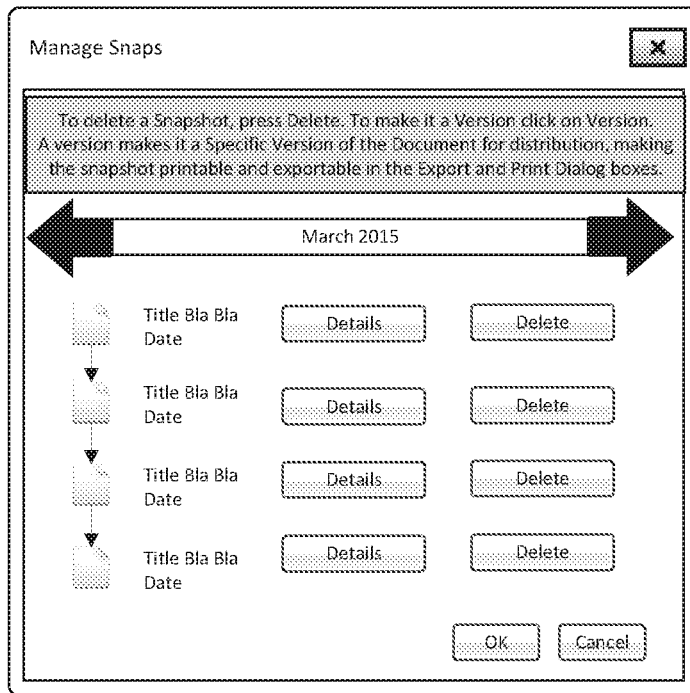 Manage Snaps
X
To delete a Snapshot, press Delete. To make it a Version click on Version.
A version makes it a Specific Version of the Document for distribution, making
the snapshot printable and exportable in the Export and Print Dialog boxes.
March 2015
Title Bla Bla
Date
Details
Delete
Title Bla Bla
Date
Details
Delete
Title Bla Bla
Date
Details
Delete
Title Bla Bla
Date
Details
Delete
OK
Cancel